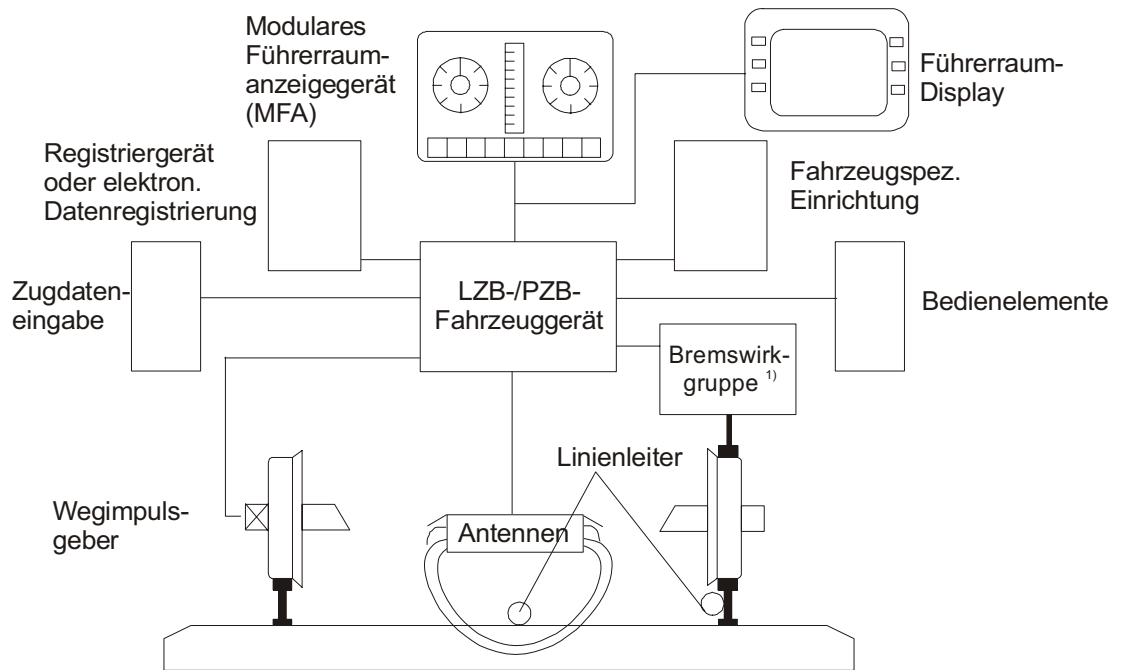 Modulares
Führerraum-
anzeigegerät
(MFA)
Führerraum-
Display
Registriergerät
oder elektron.
Datenregistrierung
Fahrzeugspez.
Einrichtung
Zugdaten-
eingabe
LZB-/PZB-
Fahrzeuggerät
Bedienelemente
Bremswirk-
gruppe 1)
Linienleiter
Wegimpuls-
geber
Antennen